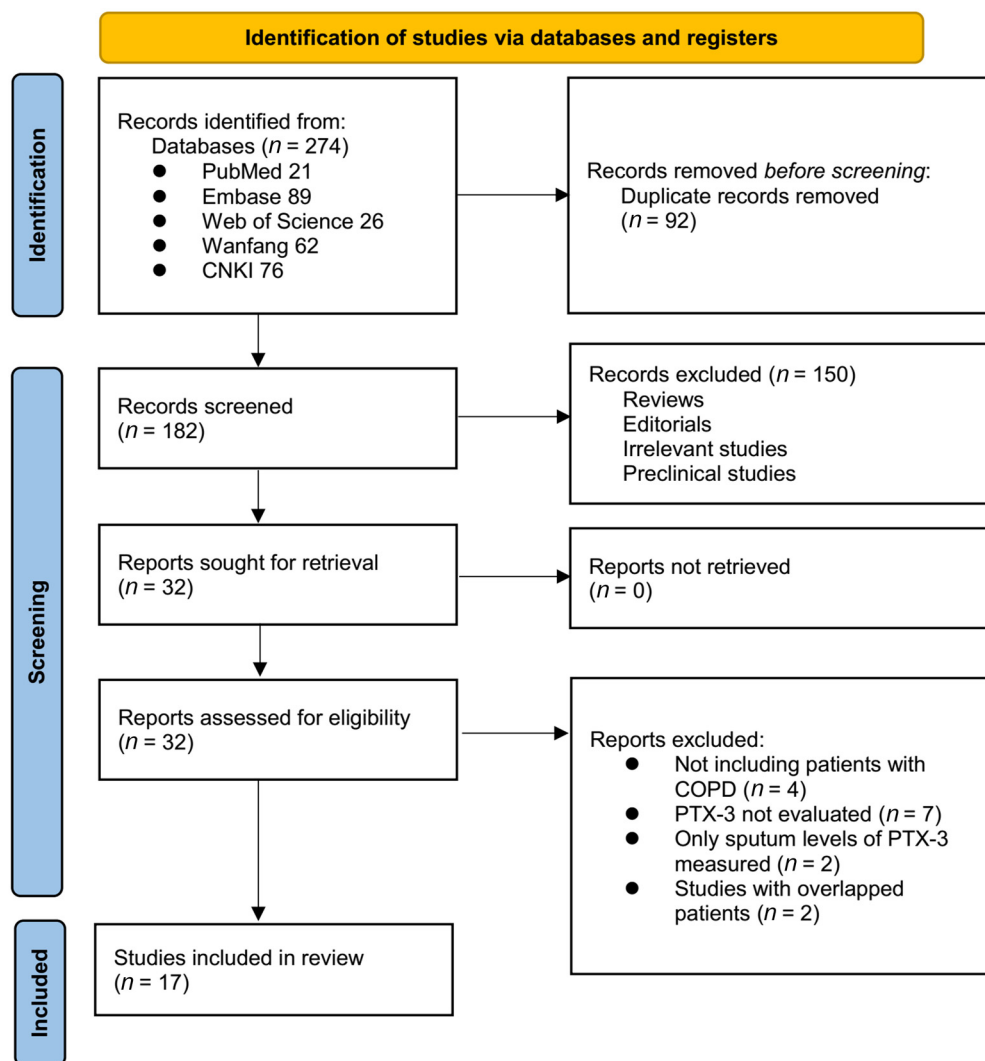 Identification of studies via databases and registers
Identification
Records identified from:
Databases (n = 274)
● PubMed 21
● Embase 89
● Web of Science 26
● Wanfang 62
● CNKI 76
Records removed before screening:
Duplicate records removed
(n = 92)
Screening
Records screened
(n = 182)
Records excluded (n = 150)
Reviews
Editorials
Irrelevant studies
Preclinical studies
Reports sought for retrieval
(n = 32)
Reports not retrieved
(n = 0)
Reports assessed for eligibility
(n = 32)
Reports excluded:
● Not including patients with
COPD (n = 4)
● PTX-3 not evaluated (n = 7)
● Only sputum levels of PTX-3
measured (n = 2)
● Studies with overlapped
patients (n = 2)
Included
Studies included in review
(n = 17)